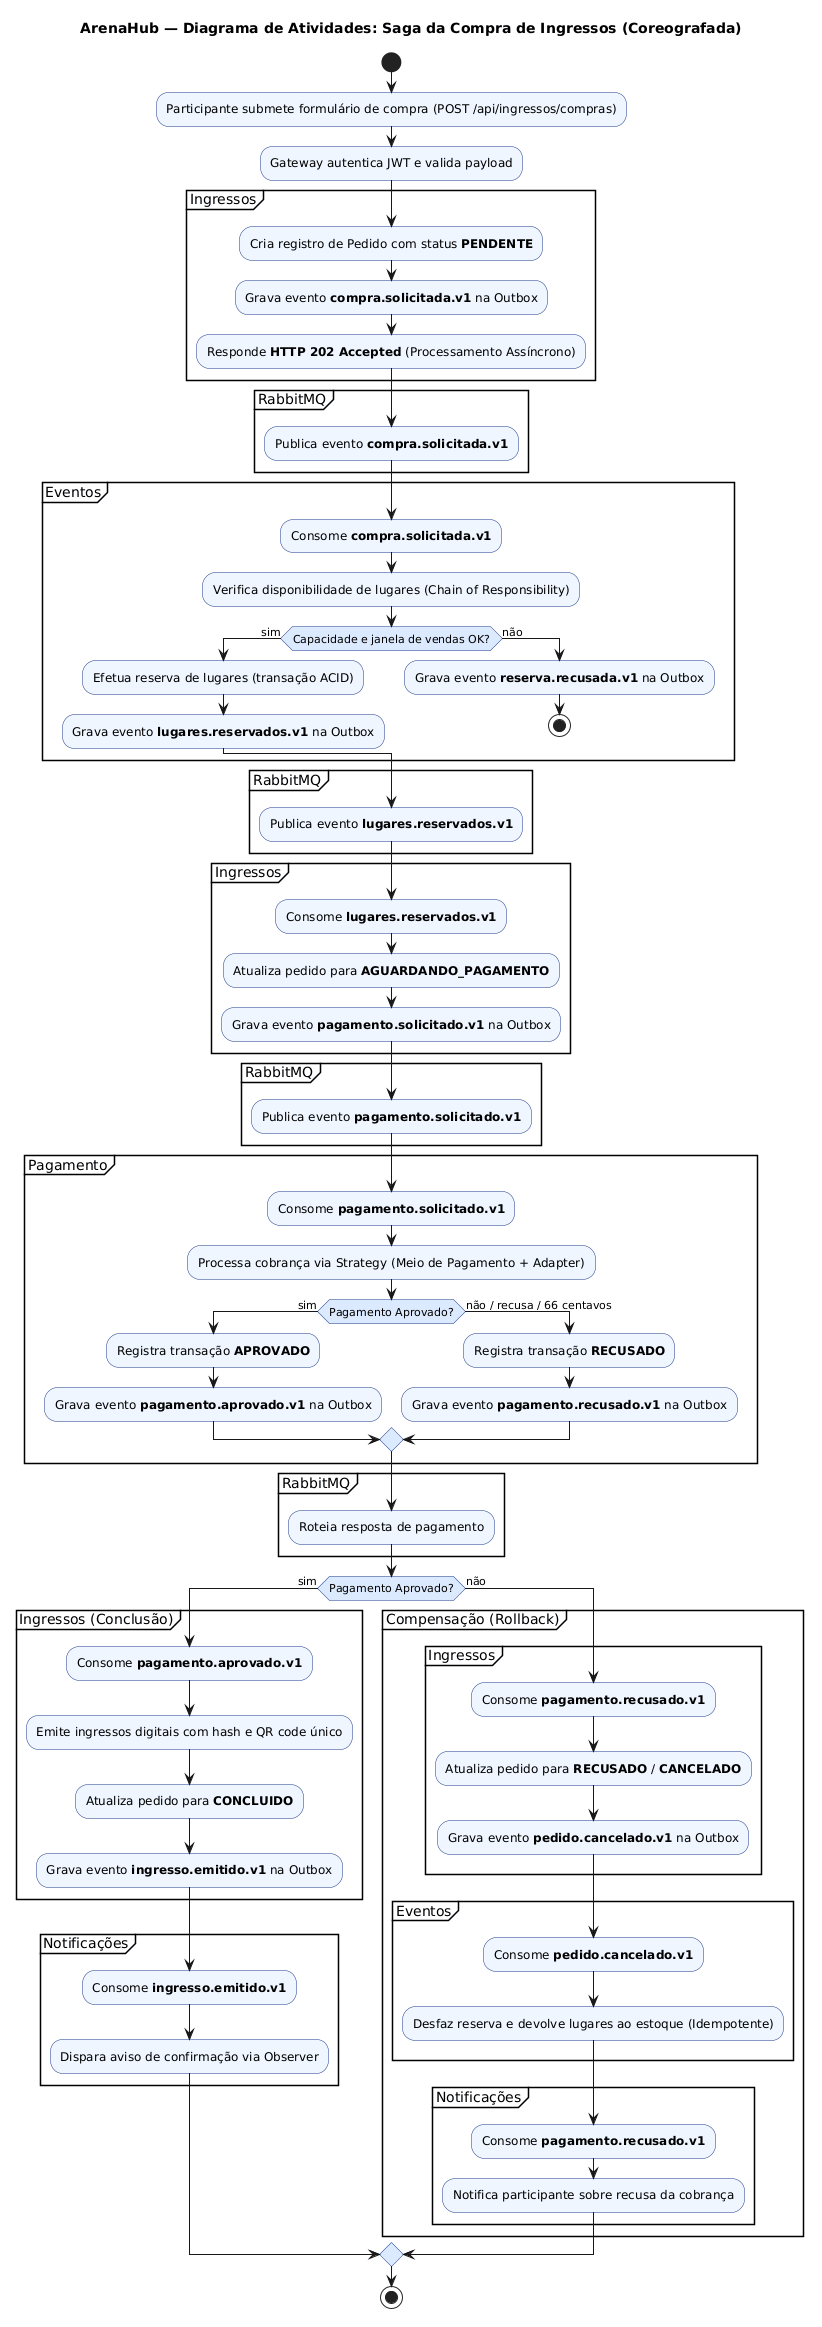 ArenaHub — Diagrama de Atividades: Saga da Compra de Ingressos (Coreografada)
Participante submete formulário de compra (POST /api/ingressos/compras)
Gateway autentica JWT e valida payload
Ingressos
Cria registro de Pedido com status PENDENTE
Grava evento compra.solicitada.v1 na Outbox
Responde HTTP 202 Accepted (Processamento Assíncrono)
RabbitMQ
Publica evento compra.solicitada.v1
Eventos
Consome compra.solicitada.v1
Verifica disponibilidade de lugares (Chain of Responsibility)
sim
Capacidade e janela de vendas OK?
não
Efetua reserva de lugares (transação ACID)
Grava evento reserva.recusada.v1 na Outbox
Grava evento lugares.reservados.v1 na Outbox
RabbitMQ
Publica evento lugares.reservados.v1
Ingressos
Consome lugares.reservados.v1
Atualiza pedido para AGUARDANDO_PAGAMENTO
Grava evento pagamento.solicitado.v1 na Outbox
RabbitMQ
Publica evento pagamento.solicitado.v1
Pagamento
Consome pagamento.solicitado.v1
Processa cobrança via Strategy (Meio de Pagamento + Adapter)
sim
Pagamento Aprovado?
não / recusa / 66 centavos
Registra transação APROVADO
Registra transação RECUSADO
Grava evento pagamento.aprovado.v1 na Outbox
Grava evento pagamento.recusado.v1 na Outbox
RabbitMQ
Roteia resposta de pagamento
sim
Pagamento Aprovado?
não
Ingressos (Conclusão)
Consome pagamento.aprovado.v1
Emite ingressos digitais com hash e QR code único
Atualiza pedido para CONCLUIDO
Grava evento ingresso.emitido.v1 na Outbox
Notificações
Consome ingresso.emitido.v1
Dispara aviso de confirmação via Observer
Compensação (Rollback)
Ingressos
Consome pagamento.recusado.v1
Atualiza pedido para RECUSADO / CANCELADO
Grava evento pedido.cancelado.v1 na Outbox
Eventos
Consome pedido.cancelado.v1
Desfaz reserva e devolve lugares ao estoque (Idempotente)
Notificações
Consome pagamento.recusado.v1
Notifica participante sobre recusa da cobrança